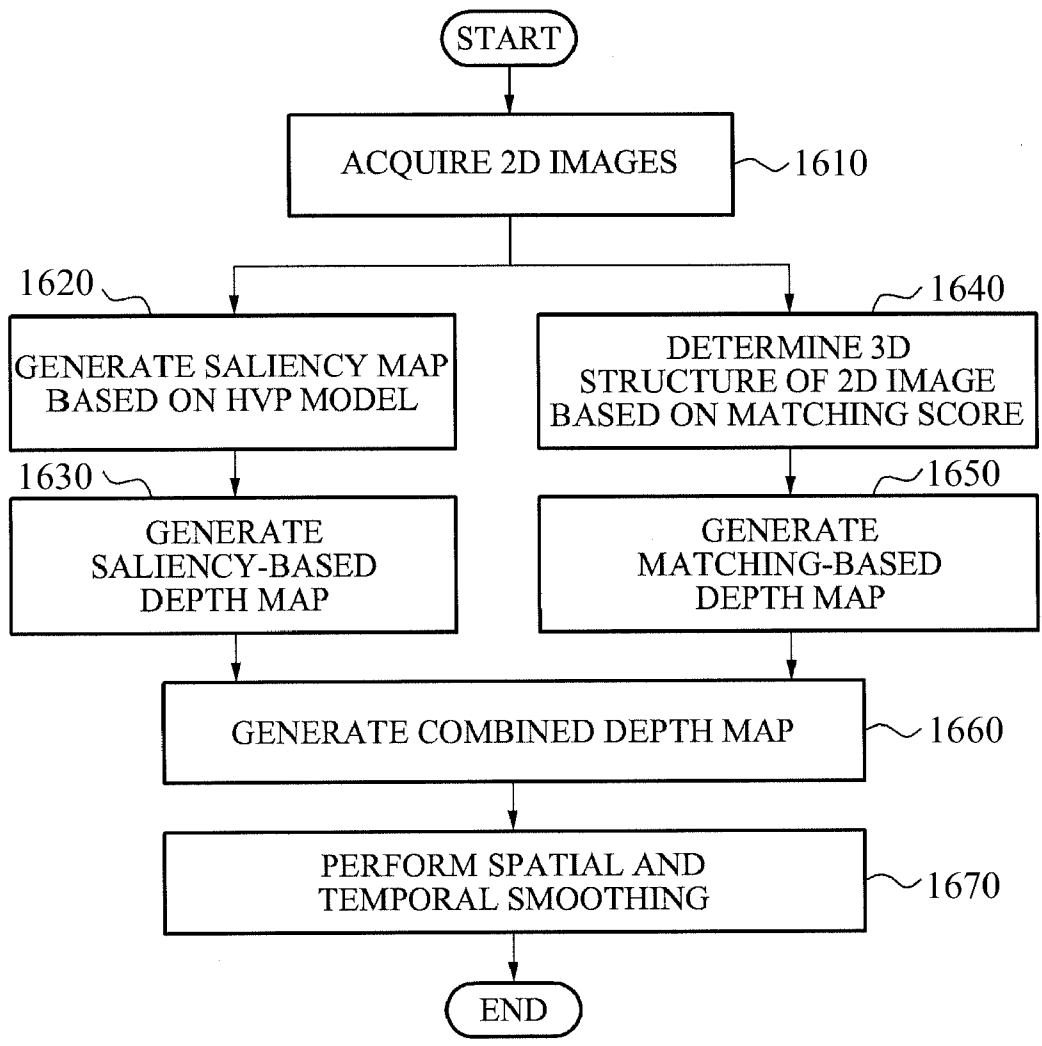 START
ACQUIRE 2D IMAGES
1610
1620
GENERATE SALIENCY MAP
BASED ON HVP MODEL
1640
DETERMINE 3D
STRUCTURE OF 2D IMAGE
BASED ON MATCHING SCORE
1630
GENERATE
SALIENCY-BASED
DEPTH MAP
1650
GENERATE
MATCHING-BASED
DEPTH MAP
GENERATE COMBINED DEPTH MAP
1660
PERFORM SPATIAL AND
TEMPORAL SMOOTHING
1670
END